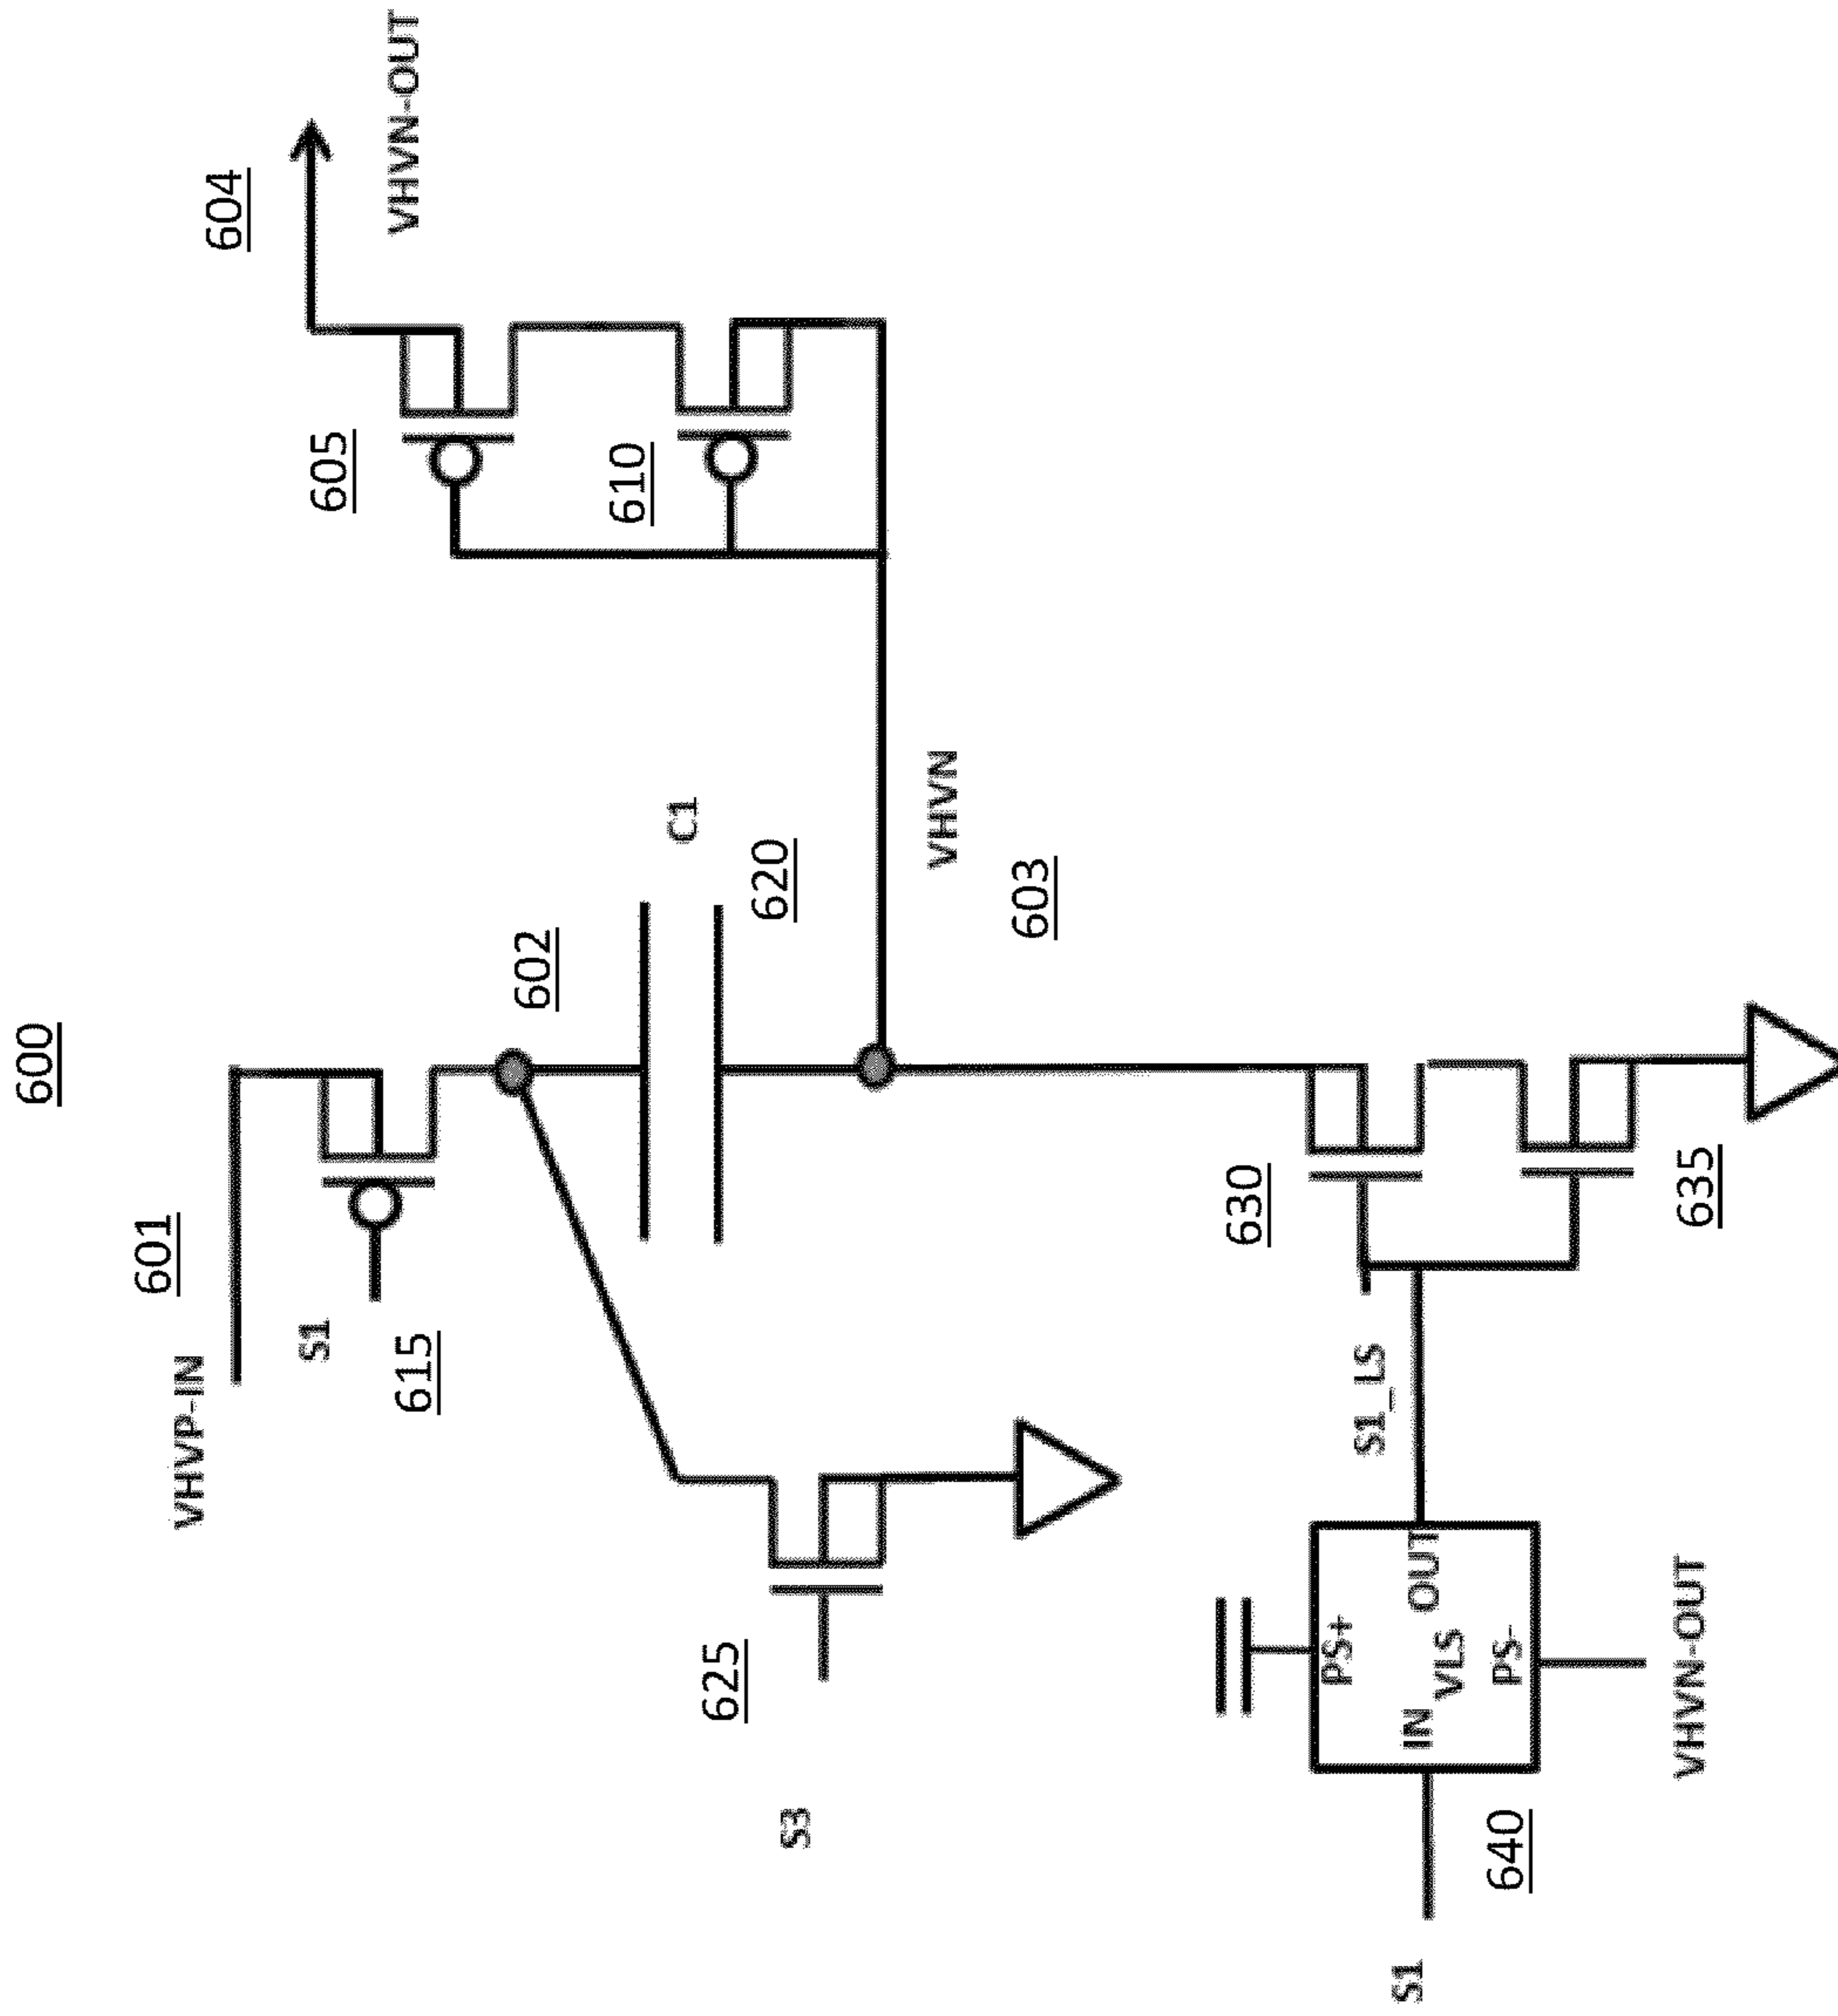 600
601
VHVP-IN
S1
615
602
C1
620
604
VHVN-OUT
605
610
VHVN
603
625
S3
630
635
S1_LS
PS+
IN
OUT
VLS
PS-
S1
640
VHVN-OUT